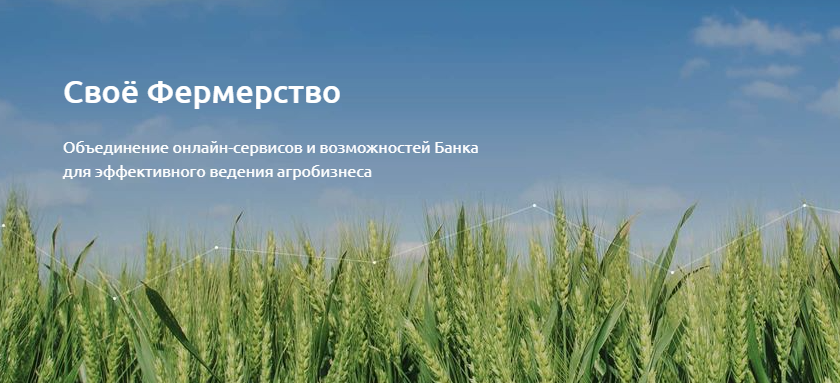 Своё Фермерство
Объединение онлайн-сервисов и возможностей Банка
для эффективного ведения агробизнеса